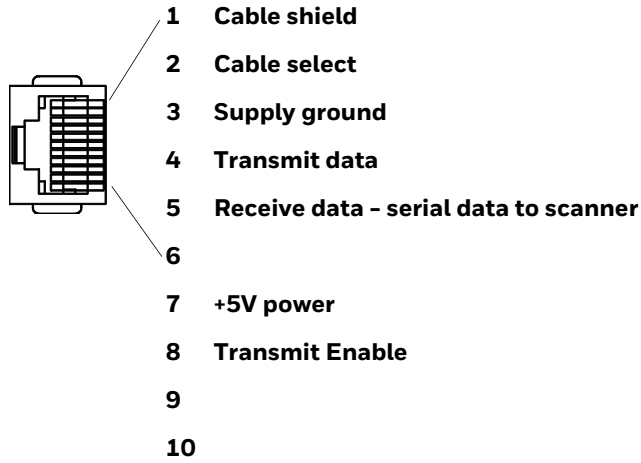 1 Cable shield
2 Cable select
3 Supply ground
4 Transmit data
5 Receive data – serial data to scanner
6
7 +5V power
8 Transmit Enable
9
10